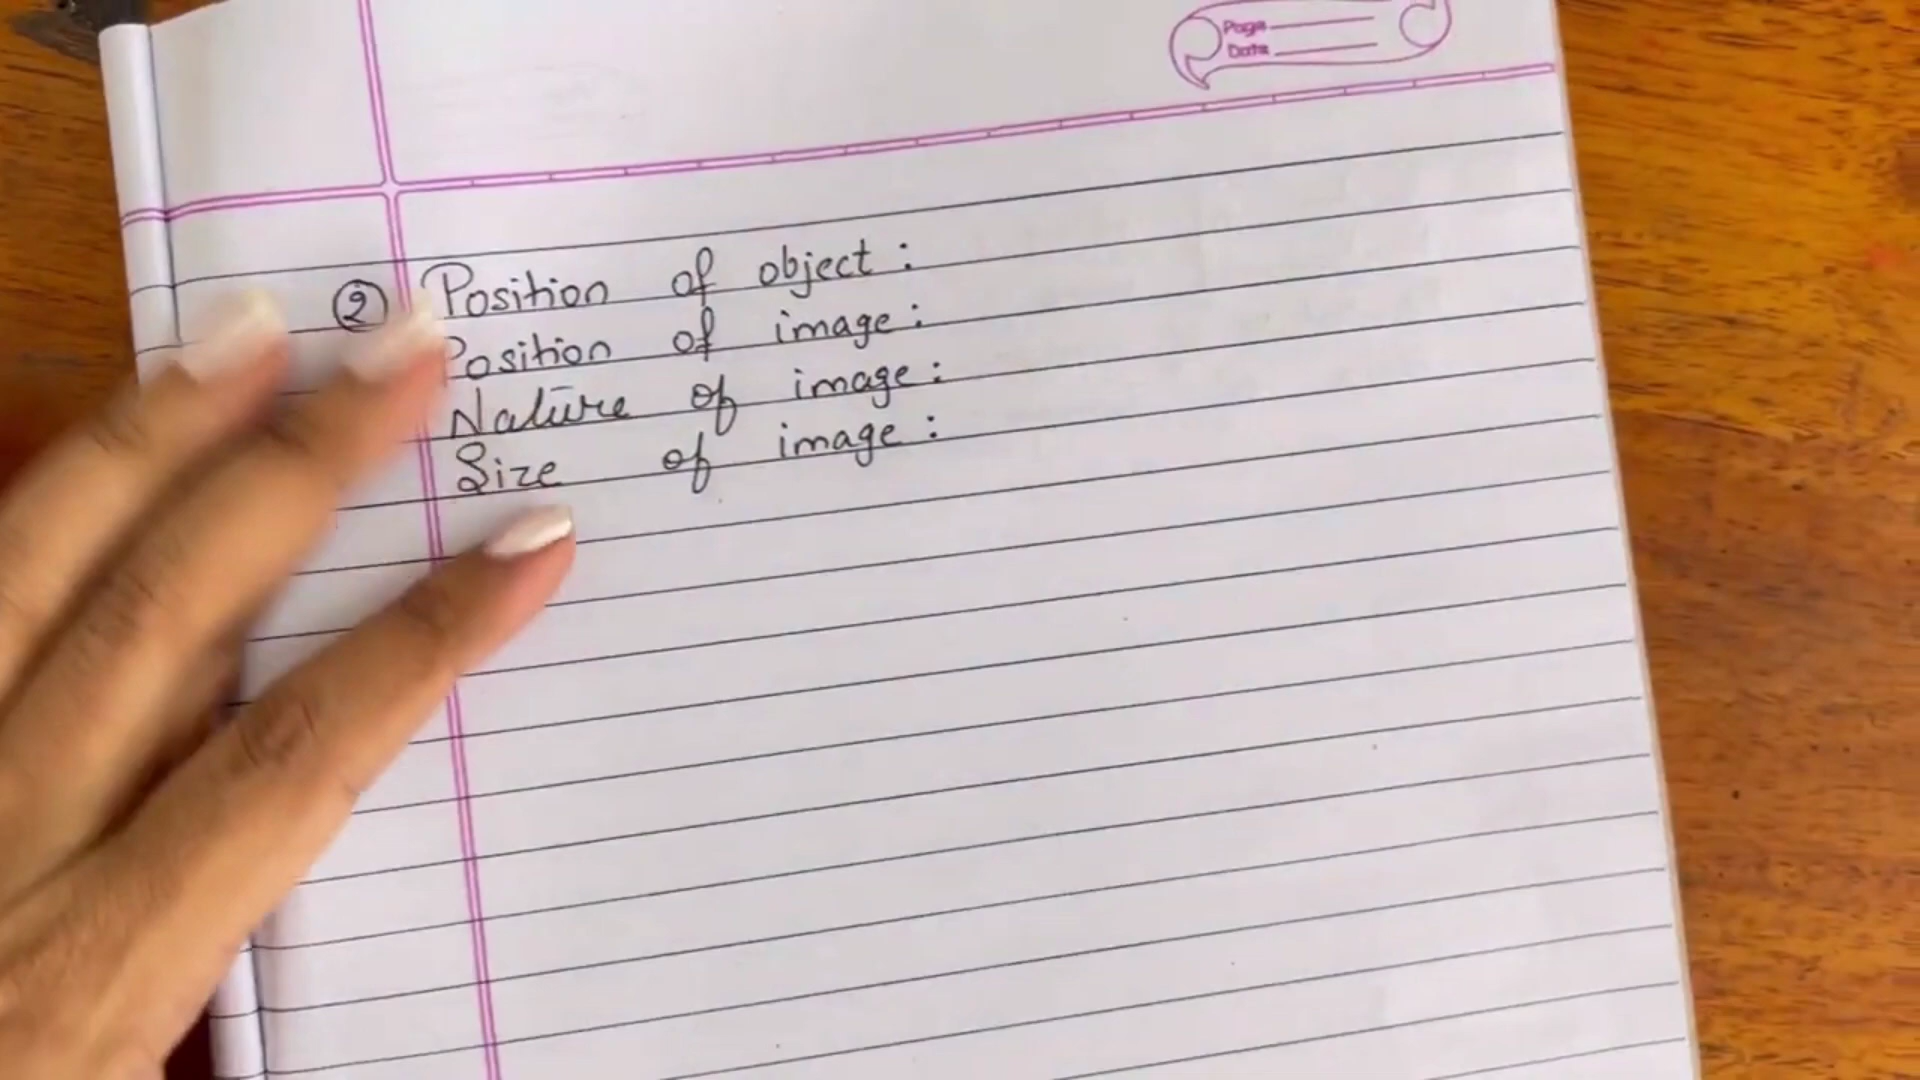 Page
Date
② Position of object :
Position of image :
Nature of image :
Size of image :